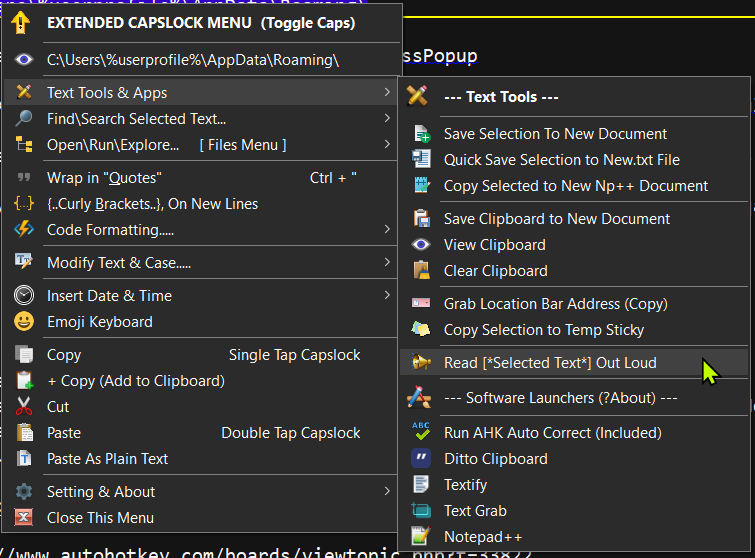 EXTENDED CAPSLOCK MENU (Toggle Caps)
ssPopup
C:\Users\%userprofile%\AppData\Roaming\
Text Tools & Apps
Find\Search Selected Text...
Open\Run\Explore... [ Files Menu ]
Wrap in "Quotes" Ctrl + "
{..Curly Brackets..}, On New Lines
Code Formatting.....
Modify Text & Case.....
Insert Date & Time
Emoji Keyboard
Copy Single Tap Capslock
+ Copy (Add to Clipboard)
Cut
Paste Double Tap Capslock
Paste As Plain Text
Setting & About
Close This Menu
--- Text Tools ---
Save Selection To New Document
Quick Save Selection to New.txt File
Copy Selected to New Np++ Document
Save Clipboard to New Document
View Clipboard
Clear Clipboard
Grab Location Bar Address (Copy)
Copy Selection to Temp Sticky
Read [*Selected Text*] Out Loud
--- Software Launchers (?About) ---
ABC
Run AHK Auto Correct (Included)
Ditto Clipboard
Textify
Text Grab
Notepad++
//www.autohotkey.com/boards/viewtopic.php?t=33822